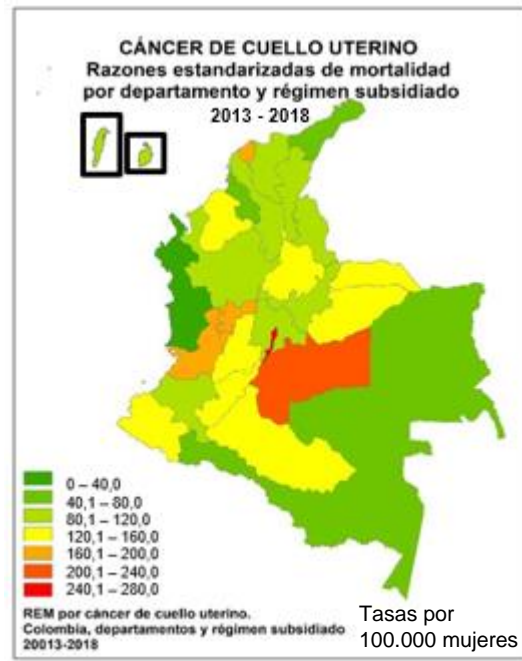 CÁNCER DE CUELLO UTERINO
Razones estandarizadas de mortalidad
por departamento y régimen subsidiado
2013 - 2018
0 – 40,0
40,1 – 80,0
80,1 – 120,0
120,1 – 160,0
160,1 – 200,0
200,1 – 240,0
240,1 – 280,0
REM por cáncer de cuello uterino.
Colombia, departamentos y régimen subsidiado
20013-2018
Tasas por
100.000 mujeres